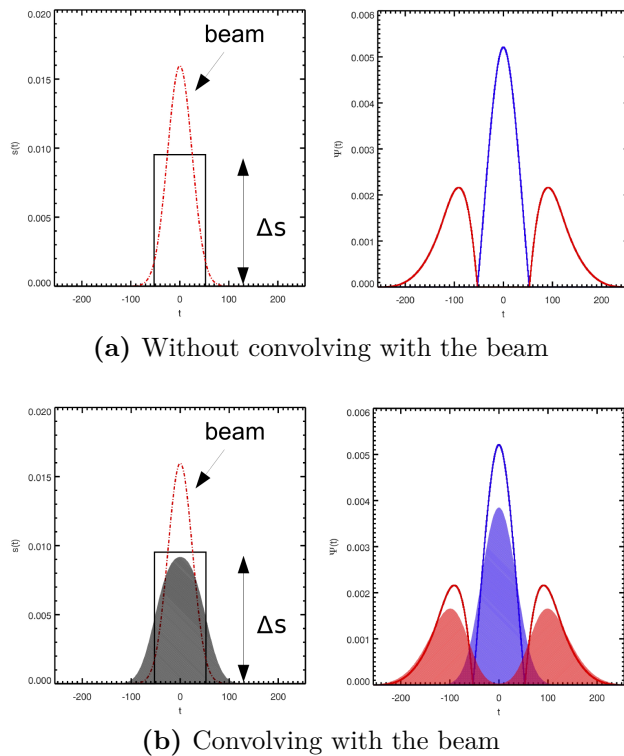 0.020
0.015
0.010
0.005
0.000
s(t)
beam
Δs
-200 -100 0 100 200
t
0.006
0.005
0.004
0.003
0.002
0.001
0.000
Ψ(t)
-200 -100 0 100 200
t
(a) Without convolving with the beam
0.020
0.015
0.010
0.005
0.000
s(t)
beam
Δs
-200 -100 0 100 200
t
0.006
0.005
0.004
0.003
0.002
0.001
0.000
Ψ(t)
-200 -100 0 100 200
t
(b) Convolving with the beam